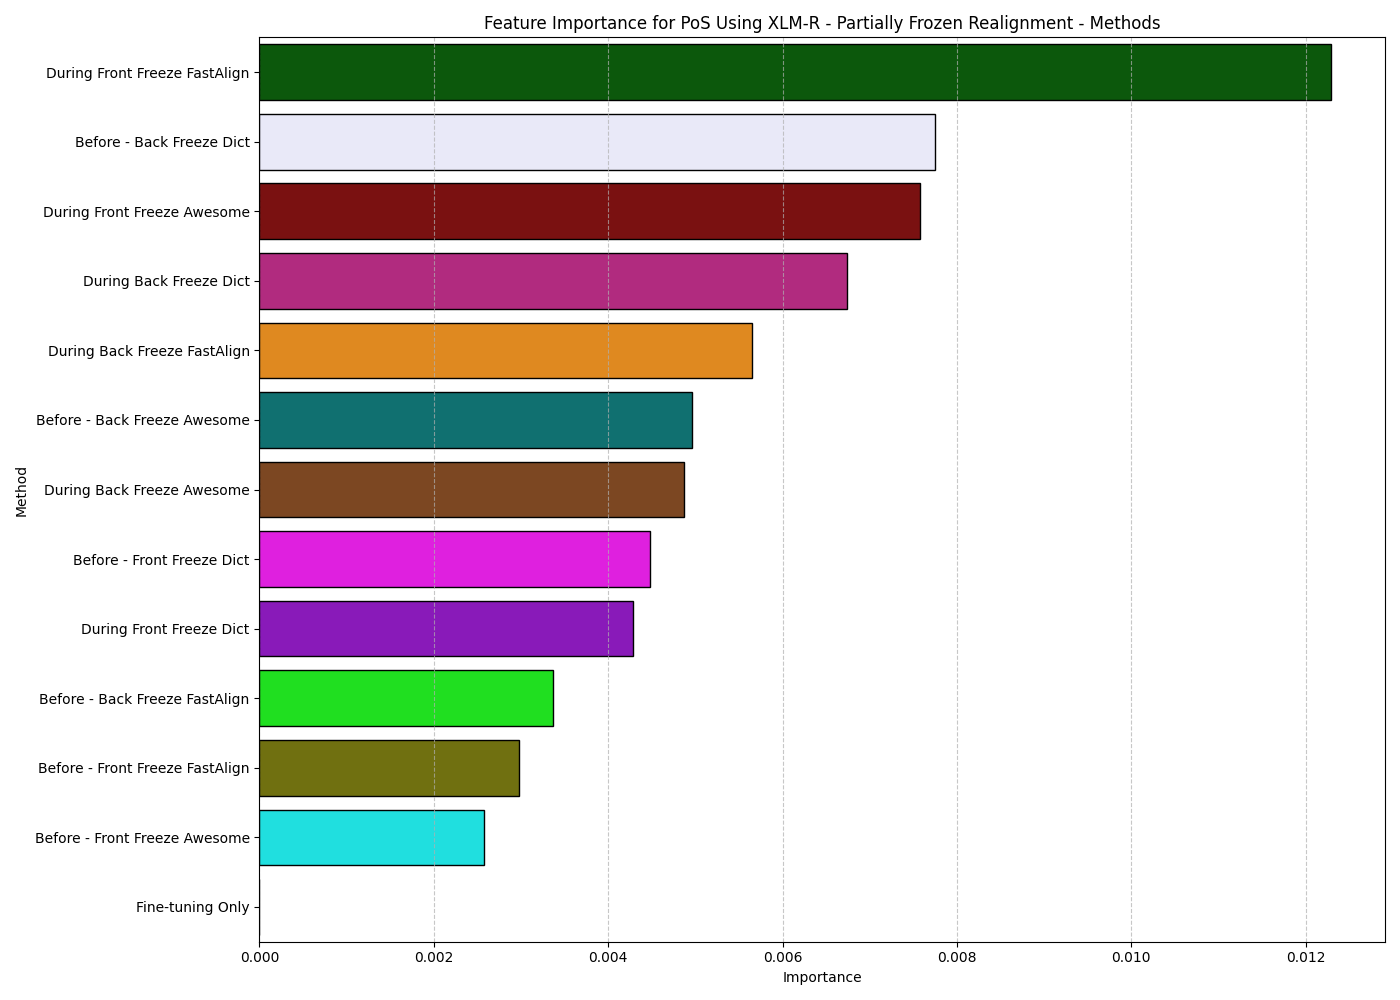 Feature Importance for PoS Using XLM-R - Partially Frozen Realignment - Methods
During Front Freeze FastAlign
Before - Back Freeze Dict
During Front Freeze Awesome
During Back Freeze Dict
During Back Freeze FastAlign
Before - Back Freeze Awesome
During Back Freeze Awesome
Before - Front Freeze Dict
During Front Freeze Dict
Before - Back Freeze FastAlign
Before - Front Freeze FastAlign
Before - Front Freeze Awesome
Fine-tuning Only
Method
0.000 0.002 0.004 0.006 0.008 0.010 0.012
Importance